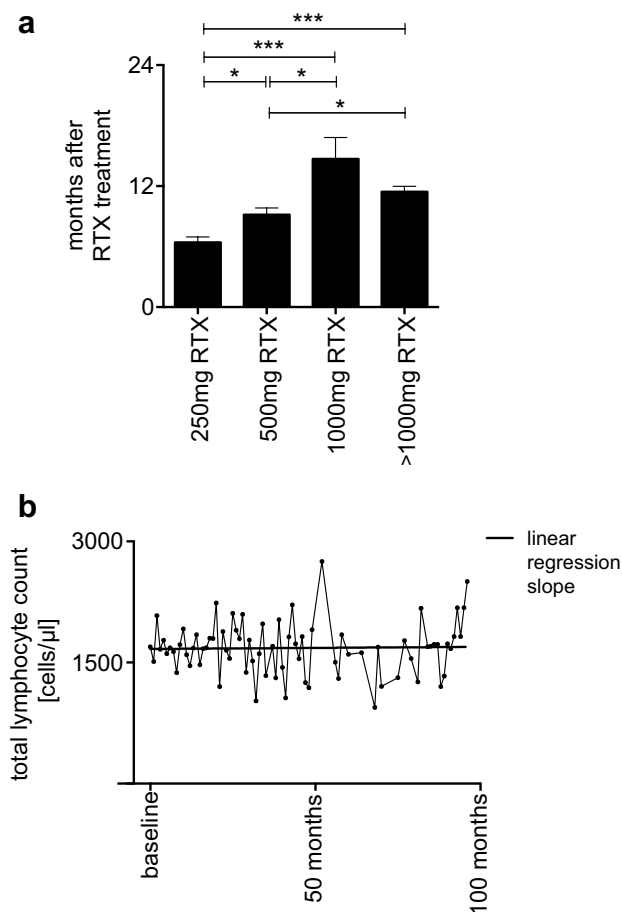 a
***
***
* *
*
24
12
0
months after
RTX treatment
250mg RTX
500mg RTX
1000mg RTX
>1000mg RTX
b
3000
1500
total lymphocyte count
[cells/µl]
baseline
50 months
100 months
linear
regression
slope